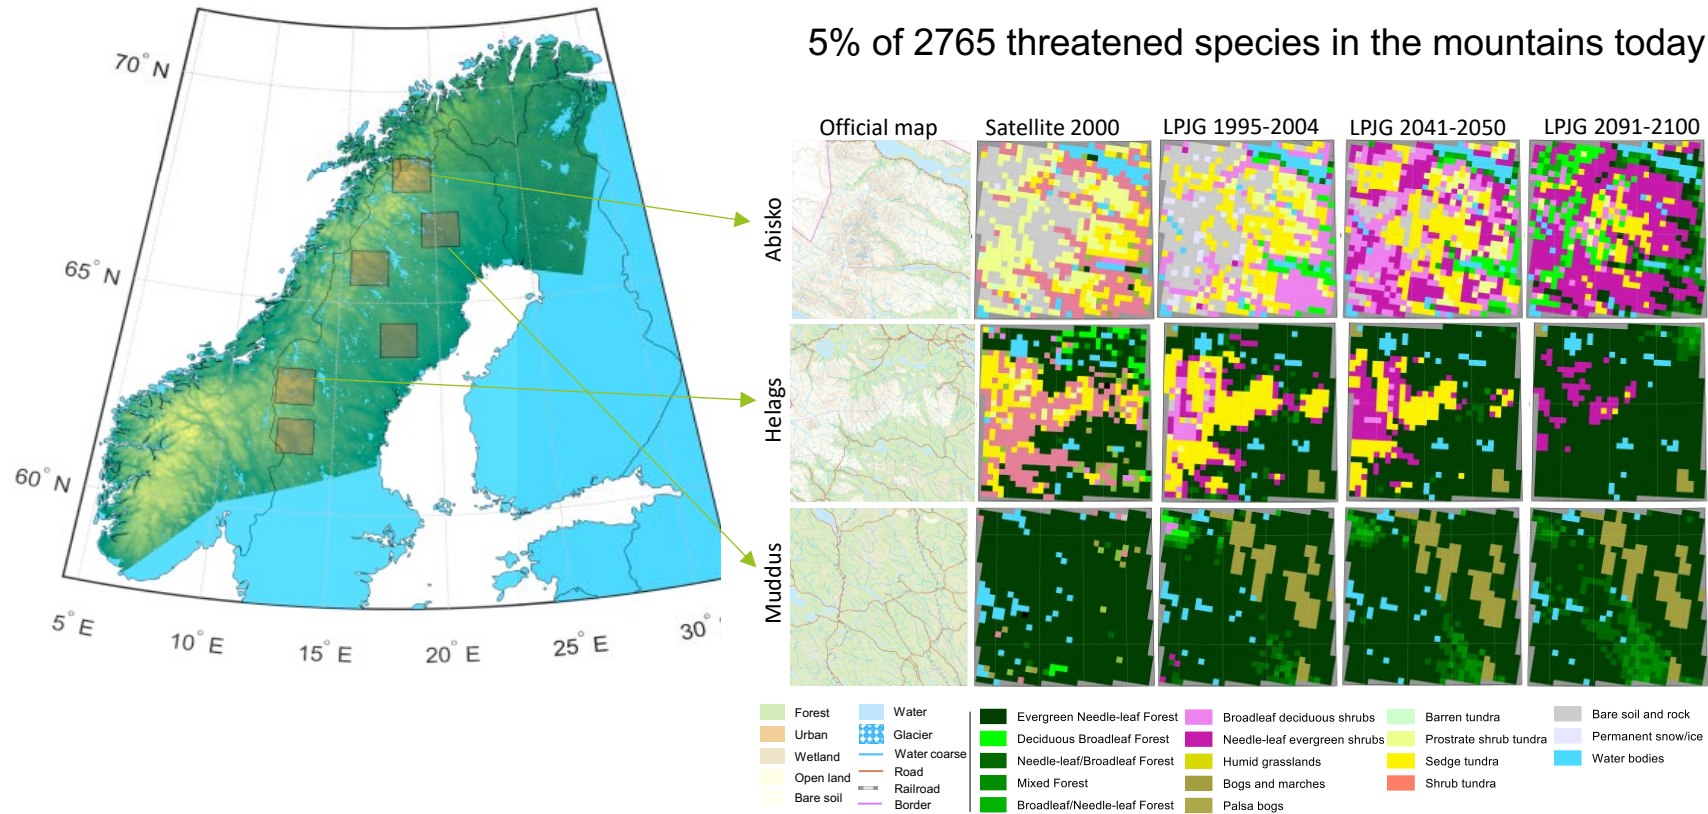 5% of 2765 threatened species in the mountains today
70° N
65° N
60° N
5° E
10° E
15° E
20° E
25° E
30°
Official map
Satellite 2000
LPJG 1995-2004
LPJG 2041-2050
LPJG 2091-2100
Abisko
Helags
Muddus
Forest
Urban
Wetland
Open land
Bare soil
Water
Glacier
Water coarse
Road
Railroad
Border
Evergreen Needle-leaf Forest
Deciduous Broadleaf Forest
Needle-leaf/Broadleaf Forest
Mixed Forest
Broadleaf/Needle-leaf Forest
Broadleaf deciduous shrubs
Needle-leaf evergreen shrubs
Humid grasslands
Bogs and marches
Palsa bogs
Barren tundra
Prostrate shrub tundra
Sedge tundra
Shrub tundra
Bare soil and rock
Permanent snow/ice
Water bodies